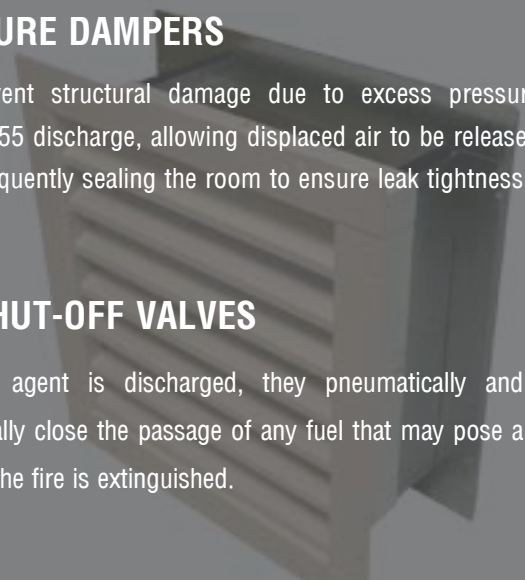 URE DAMPERS
vent structural damage due to excess pressur
55 discharge, allowing displaced air to be release
quently sealing the room to ensure leak tightness
HUT-OFF VALVES
agent is discharged, they pneumatically and
ally close the passage of any fuel that may pose a
he fire is extinguished.